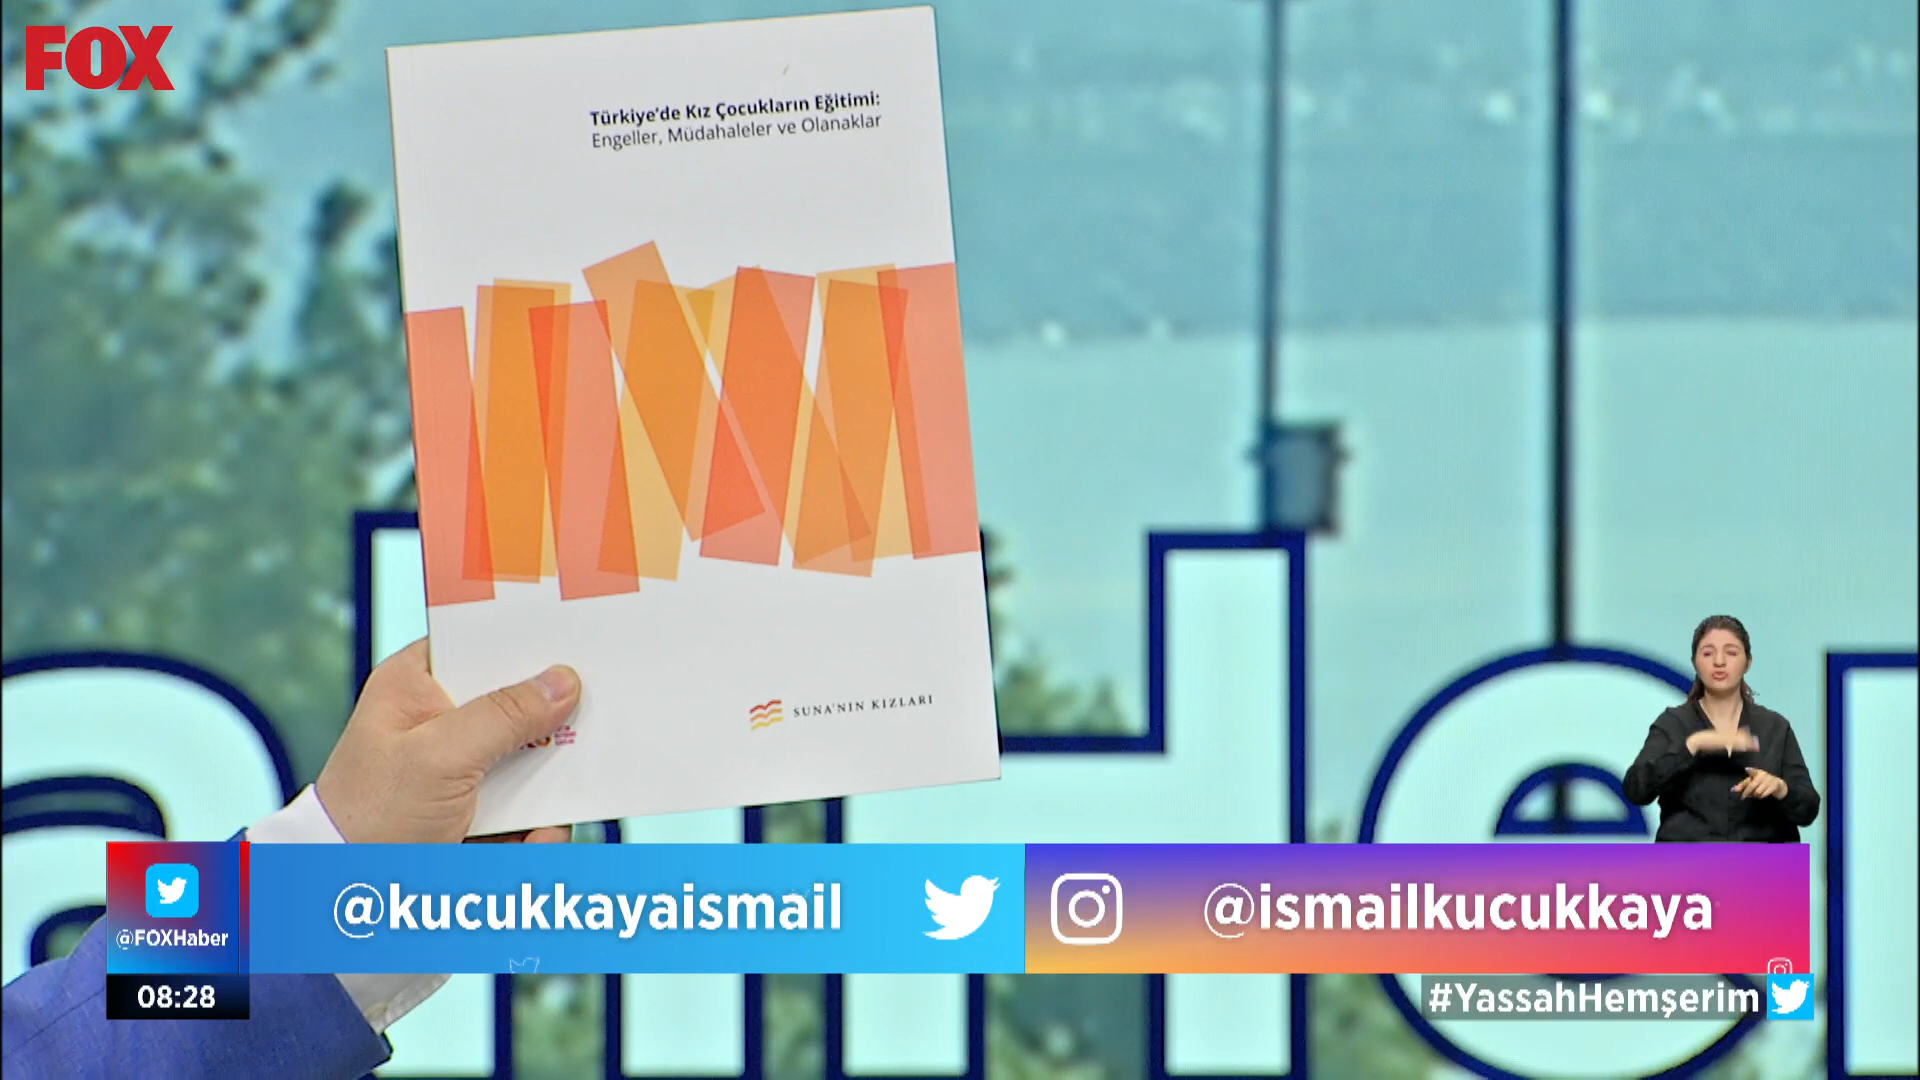 FOX
Türkiye'de Kız Çocukların Eğitimi:
Engeller, Müdahaleler ve Olanaklar
SUNA'NIN KIZLARI
@FOXHaber
@kucukkayaismail
@ismailkucukkaya
08:28
#YassahHemşerim